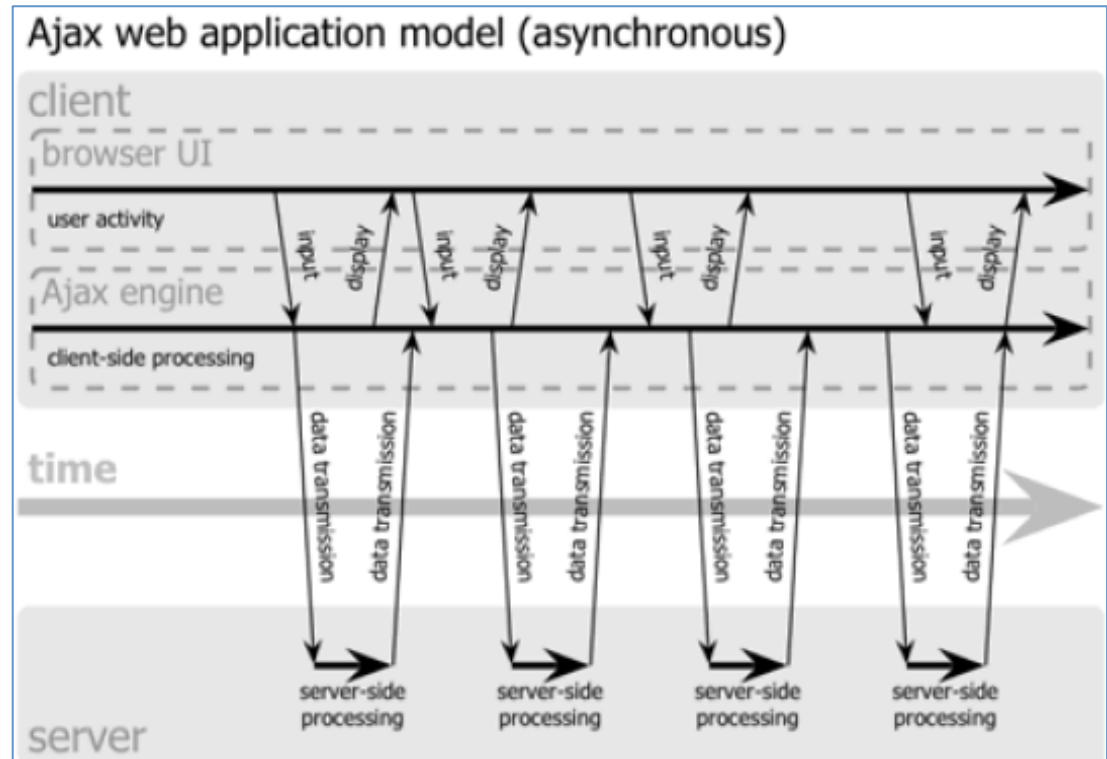 Ajax web application model (asynchronous)
client
browser UI
user activity
input
display
input
display
input
display
input
display
Ajax engine
client-side processing
data transmission
data transmission
data transmission
data transmission
data transmission
data transmission
data transmission
data transmission
time
server-side
processing
server-side
processing
server-side
processing
server-side
processing
server